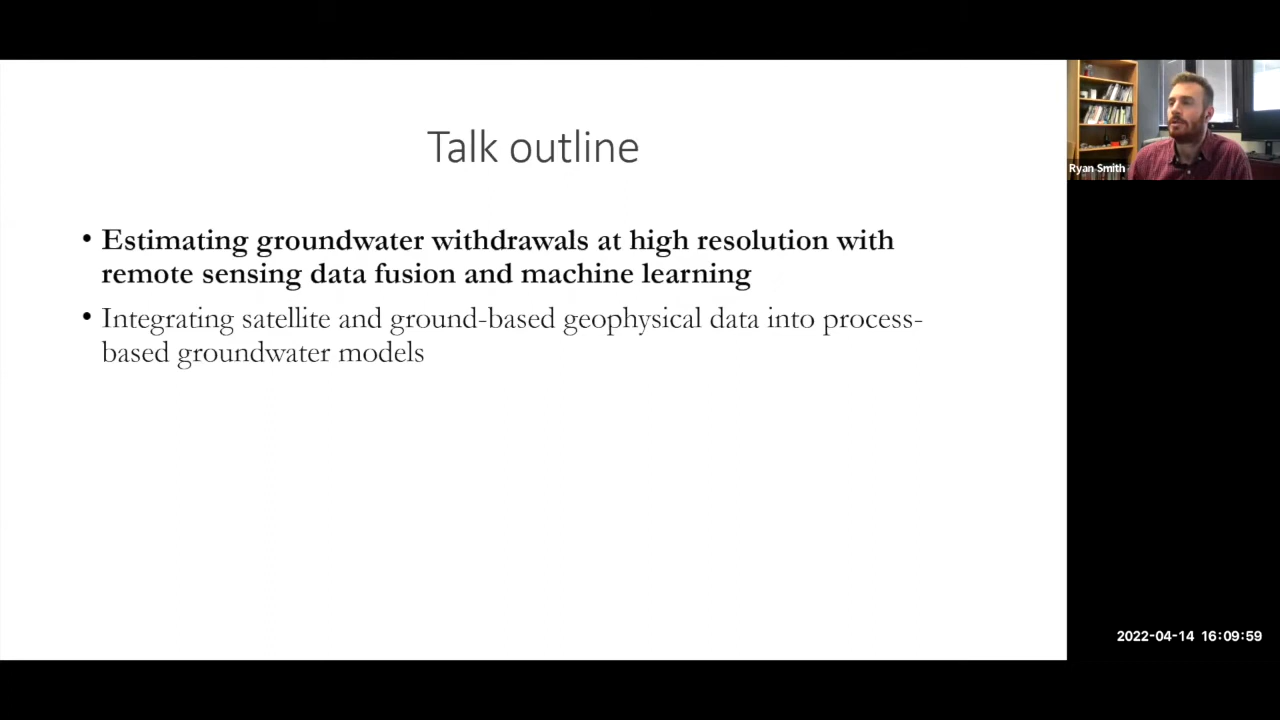 Talk outline
• Estimating groundwater withdrawals at high resolution with
remote sensing data fusion and machine learning
• Integrating satellite and ground-based geophysical data into process-
based groundwater models
Ryan Smith
2022-04-14 16:09:59